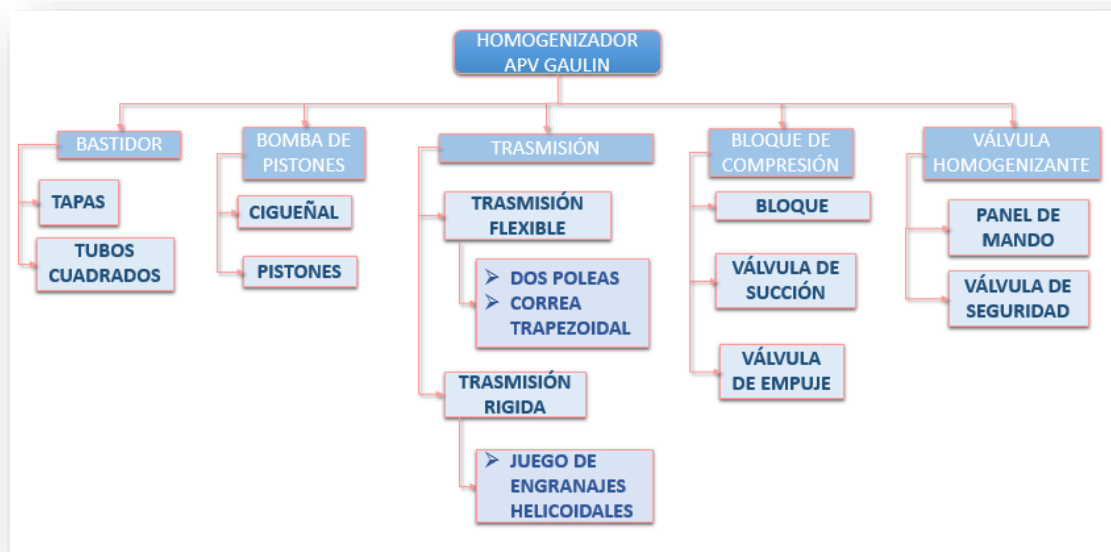 HOMOGENIZADOR
APV GAULIN
BASTIDOR
TAPAS
TUBOS
CUADRADOS
BOMBA DE
PISTONES
CIGUEÑAL
PISTONES
TRASMISIÓN
TRASMISIÓN
FLEXIBLE
➢ DOS POLEAS
➢ CORREA
TRAPEZOIDAL
TRASMISIÓN
RIGIDA
➢ JUEGO DE
ENGRANAJES
HELICOIDALES
BLOQUE DE
COMPRESIÓN
BLOQUE
VÁLVULA DE
SUCCIÓN
VÁLVULA
DE EMPUJE
VÁLVULA
HOMOGENIZANTE
PANEL DE
MANDO
VÁLVULA DE
SEGURIDAD